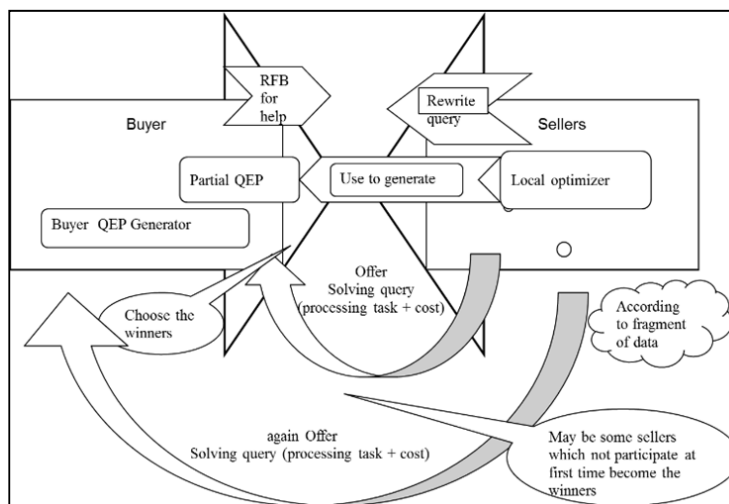 RFB
for
help
Rewrite
query
Buyer
Sellers
Partial QEP
Use to generate
Local optimizer
Buyer QEP Generator
Offer
Solving query
(processing task + cost)
Choose the
winners
According
to fragment
of data
again Offer
Solving query (processing task + cost)
May be some sellers
which not participate at
first time become the
winners